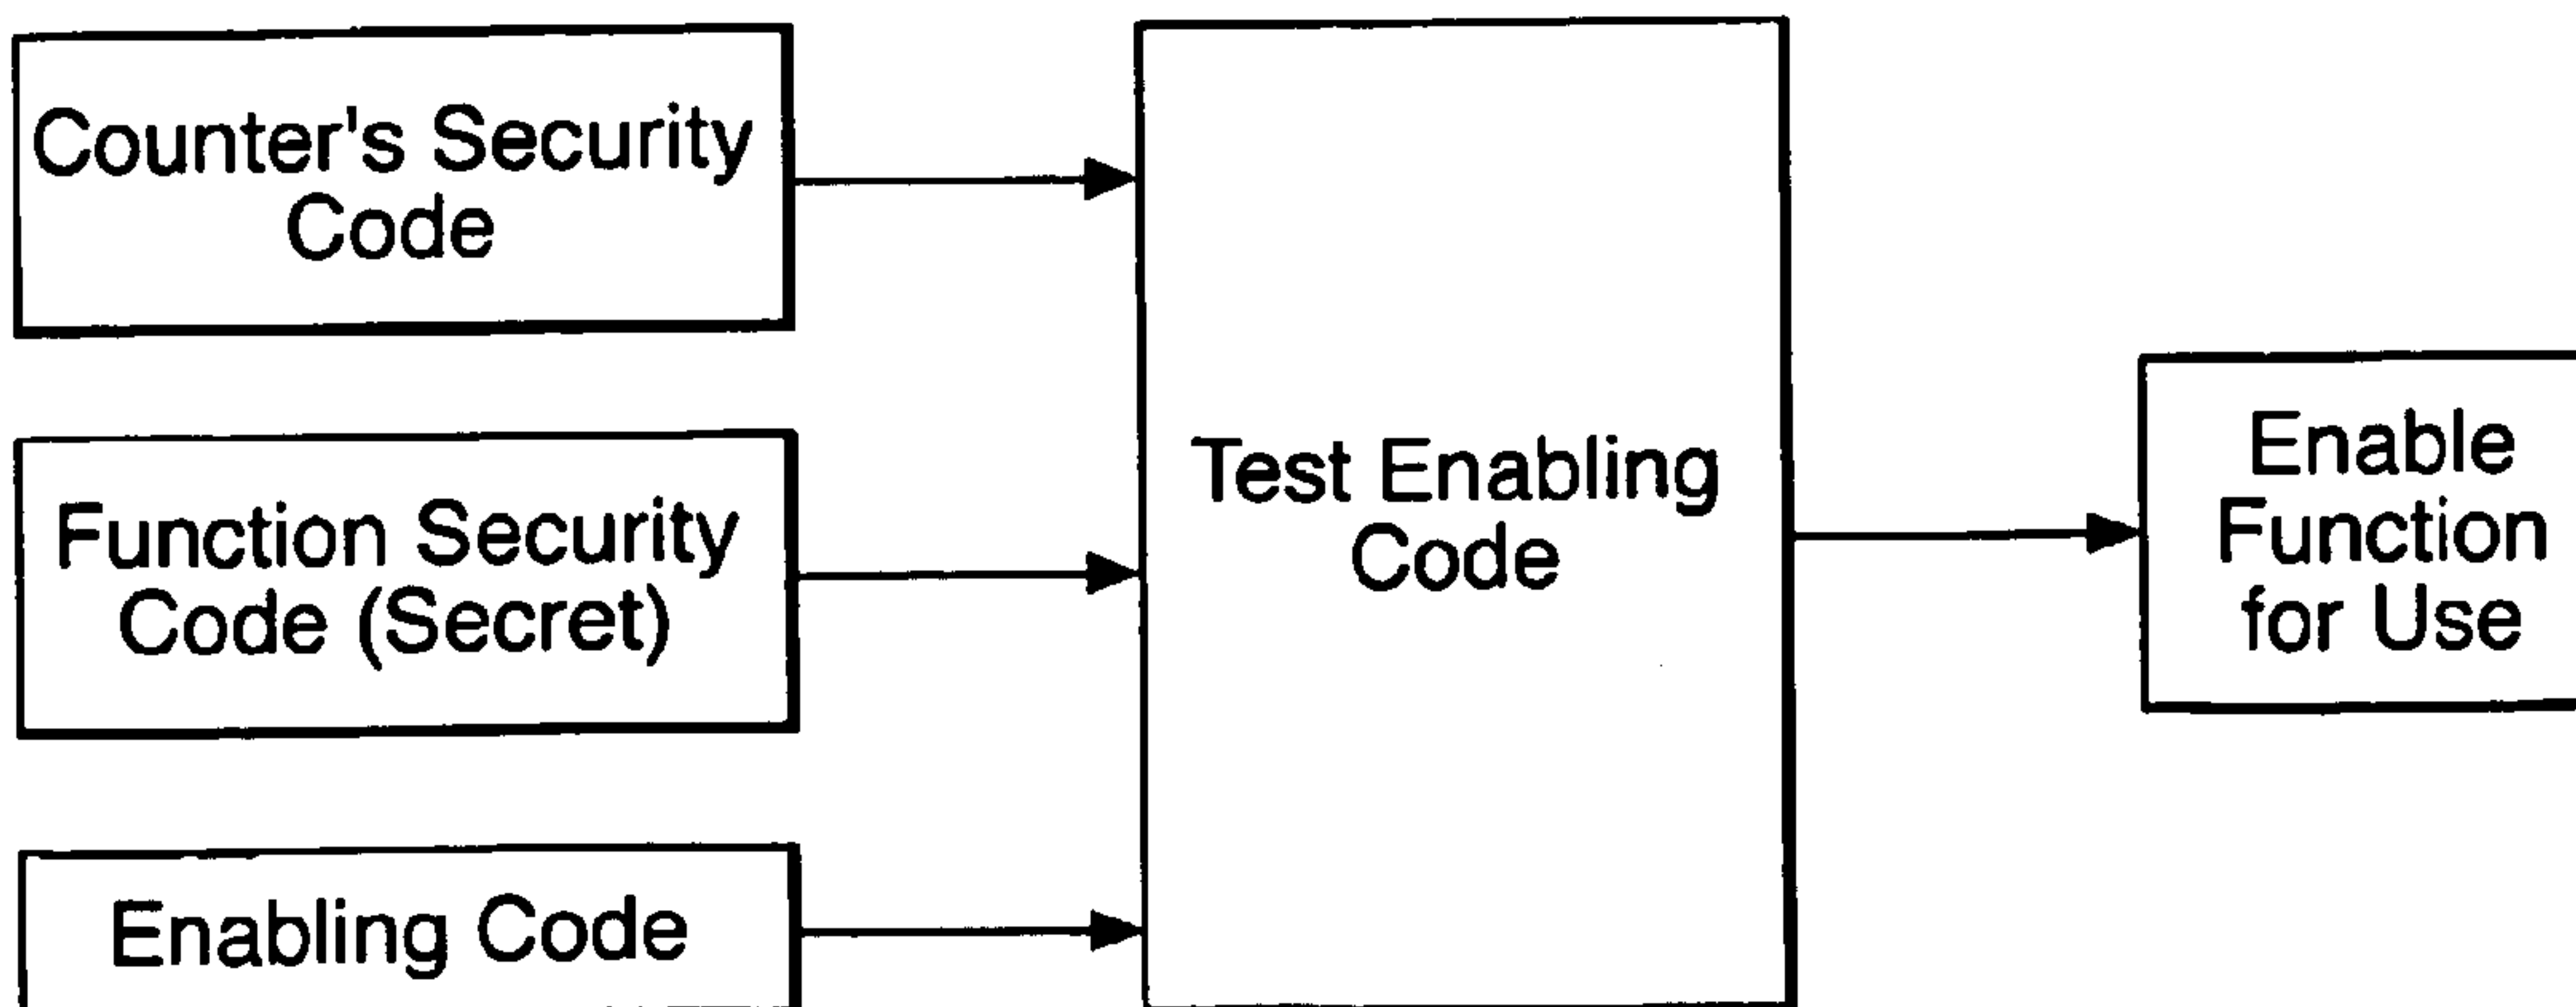 Counter's Security
Code
Function Security
Code (Secret)
Enabling Code
Test Enabling
Code
Enable
Function
for Use